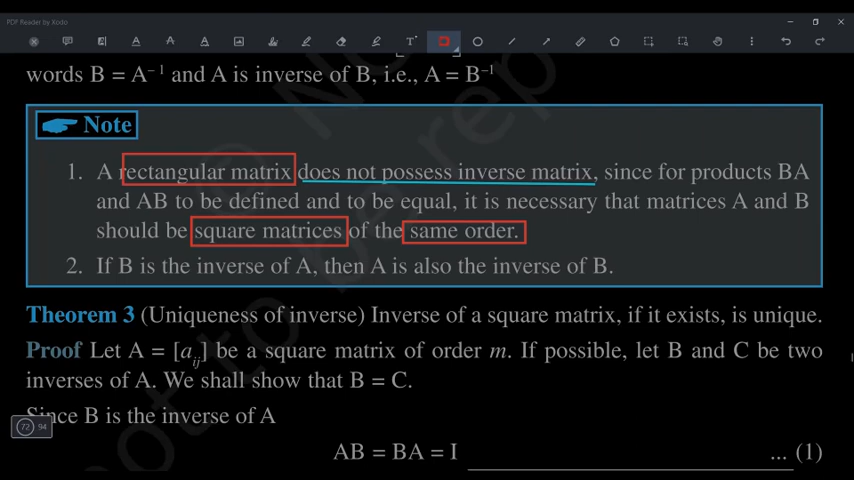 PDF Reader by Xodo
words B = A⁻¹ and A is inverse of B, i.e., A = B⁻¹
Note
1. A rectangular matrix does not possess inverse matrix, since for products BA
and AB to be defined and to be equal, it is necessary that matrices A and B
should be square matrices of the same order.
2. If B is the inverse of A, then A is also the inverse of B.
Theorem 3 (Uniqueness of inverse) Inverse of a square matrix, if it exists, is unique.
Proof Let A = [aᵢⱼ] be a square matrix of order m. If possible, let B and C be two
inverses of A. We shall show that B = C.
Since B is the inverse of A
72 94
AB = BA = I ... (1)